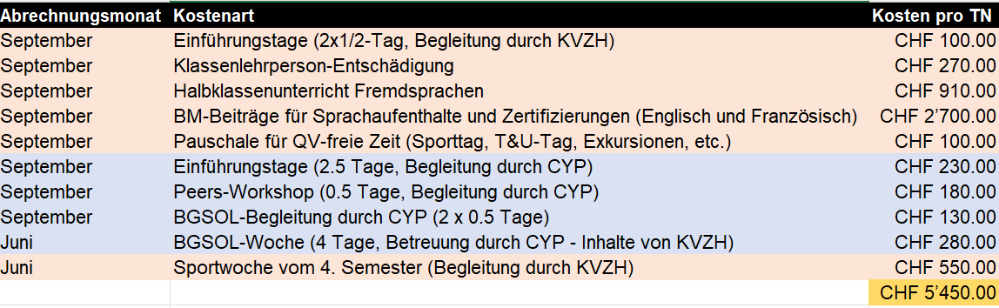 Abrechnungsmonat Kostenart Kosten pro TN
September Einführungstage (2x1/2-Tag, Begleitung durch KVZH) CHF 100.00
September Klassenlehrperson-Entschädigung CHF 270.00
September Halbklassenunterricht Fremdsprachen CHF 910.00
September BM-Beiträge für Sprachaufenthalte und Zertifizierungen (Englisch und Französisch) CHF 2’700.00
September Pauschale für QV-freie Zeit (Sporttag, T&U-Tag, Exkursionen, etc.) CHF 100.00
September Einführungstage (2.5 Tage, Begleitung durch CYP) CHF 230.00
September Peers-Workshop (0.5 Tage, Begleitung durch CYP) CHF 180.00
September BGSOL-Begleitung durch CYP (2 x 0.5 Tage) CHF 130.00
Juni BGSOL-Woche (4 Tage, Betreuung durch CYP - Inhalte von KVZH) CHF 280.00
Juni Sportwoche vom 4. Semester (Begleitung durch KVZH) CHF 550.00
CHF 5’450.00